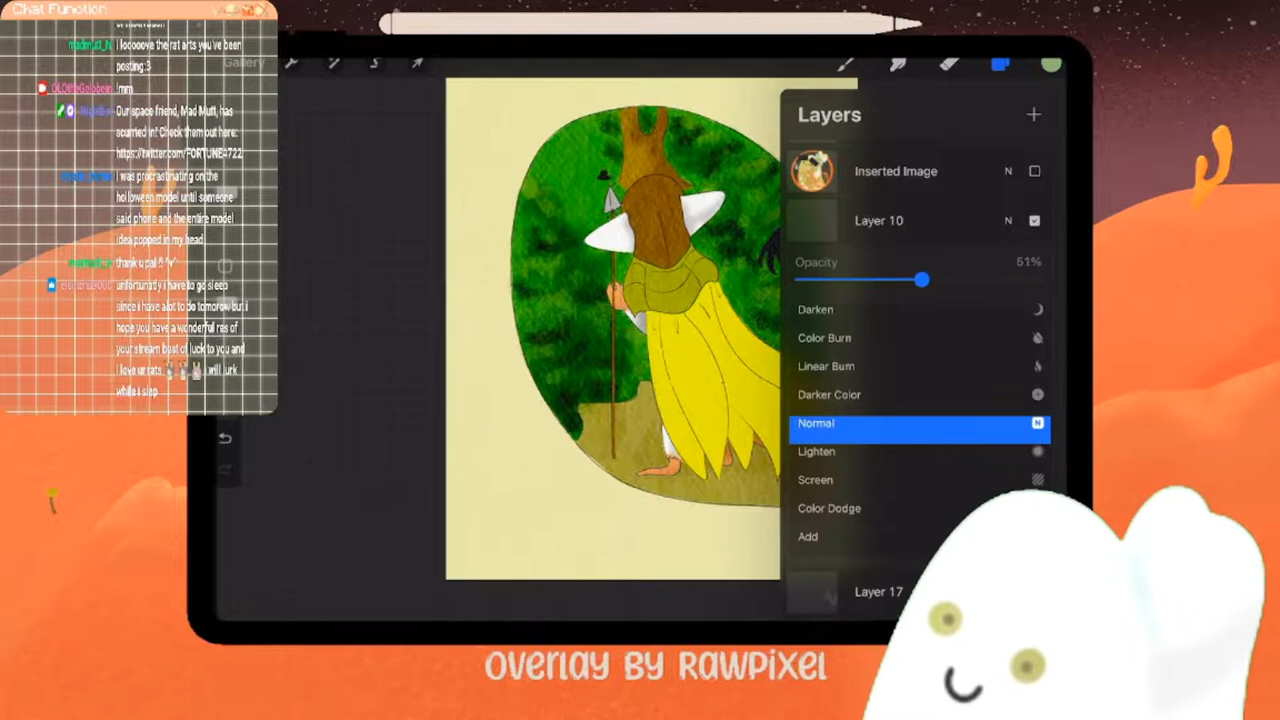 Chat Function
I looooove the rat arts you've been
posting:3
!mm
Our space friend, Mad Mutt, has
scurried in! Check them out here:
https://twitter.com/FORTUNE4722
i was procrastinating on the
holloween model until someone
said phone and the entire model
idea popped in my head
thank u pal !! ^v^
unfortunatly i have to go sleep
since i have alot to do tomorow but i
hope you have a wonderful res of
your stream best of luck to you and
I love ur rats i will lurk
while i slep
Gallery
Layers
Inserted Image N
Layer 10 N
Opacity 51%
Darken
Color Burn
Linear Burn
Darker Color
Normal N
Lighten
Screen
Color Dodge
Add
Layer 17
OVERLAY BY RAWPIXEL